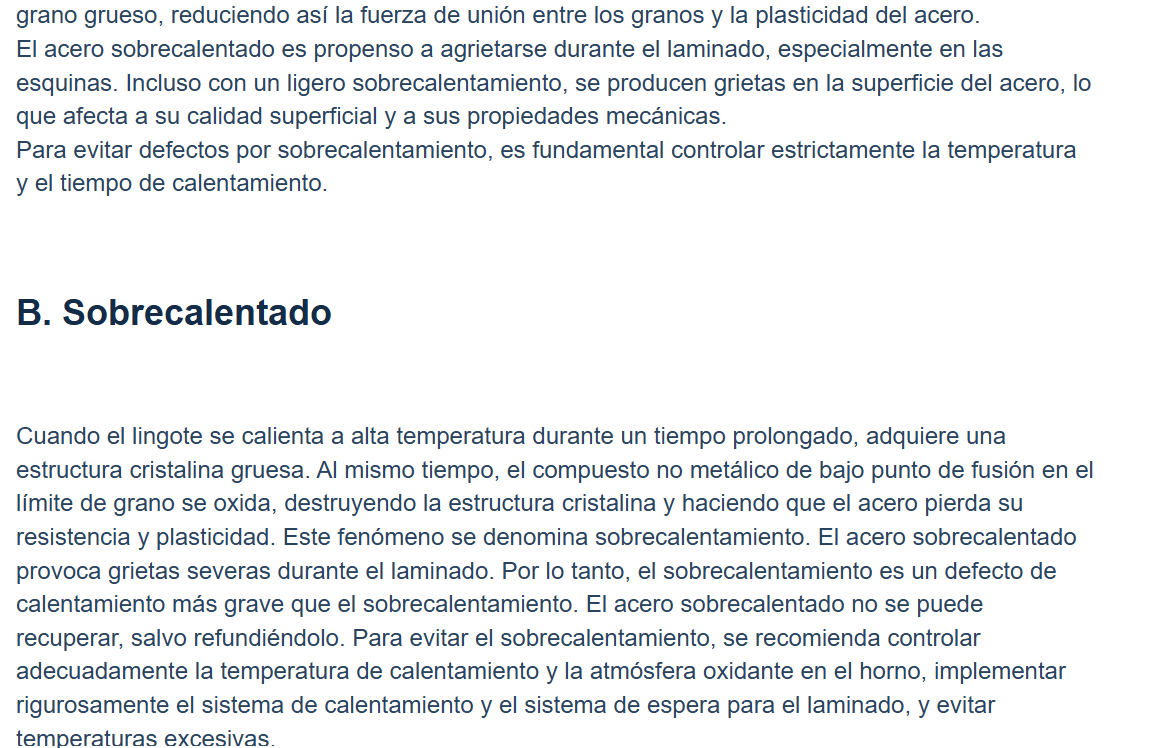 grano grueso, reduciendo así la fuerza de unión entre los granos y la plasticidad del acero.
El acero sobrecalentado es propenso a agrietarse durante el laminado, especialmente en las
esquinas. Incluso con un ligero sobrecalentamiento, se producen grietas en la superficie del acero, lo
que afecta a su calidad superficial y a sus propiedades mecánicas.
Para evitar defectos por sobrecalentamiento, es fundamental controlar estrictamente la temperatura
y el tiempo de calentamiento.
B. Sobrecalentado
Cuando el lingote se calienta a alta temperatura durante un tiempo prolongado, adquiere una
estructura cristalina gruesa. Al mismo tiempo, el compuesto no metálico de bajo punto de fusión en el
límite de grano se oxida, destruyendo la estructura cristalina y haciendo que el acero pierda su
resistencia y plasticidad. Este fenómeno se denomina sobrecalentamiento. El acero sobrecalentado
provoca grietas severas durante el laminado. Por lo tanto, el sobrecalentamiento es un defecto de
calentamiento más grave que el sobrecalentamiento. El acero sobrecalentado no se puede
recuperar, salvo refundiéndolo. Para evitar el sobrecalentamiento, se recomienda controlar
adecuadamente la temperatura de calentamiento y la atmósfera oxidante en el horno, implementar
rigurosamente el sistema de calentamiento y el sistema de espera para el laminado, y evitar
temperaturas excesivas.